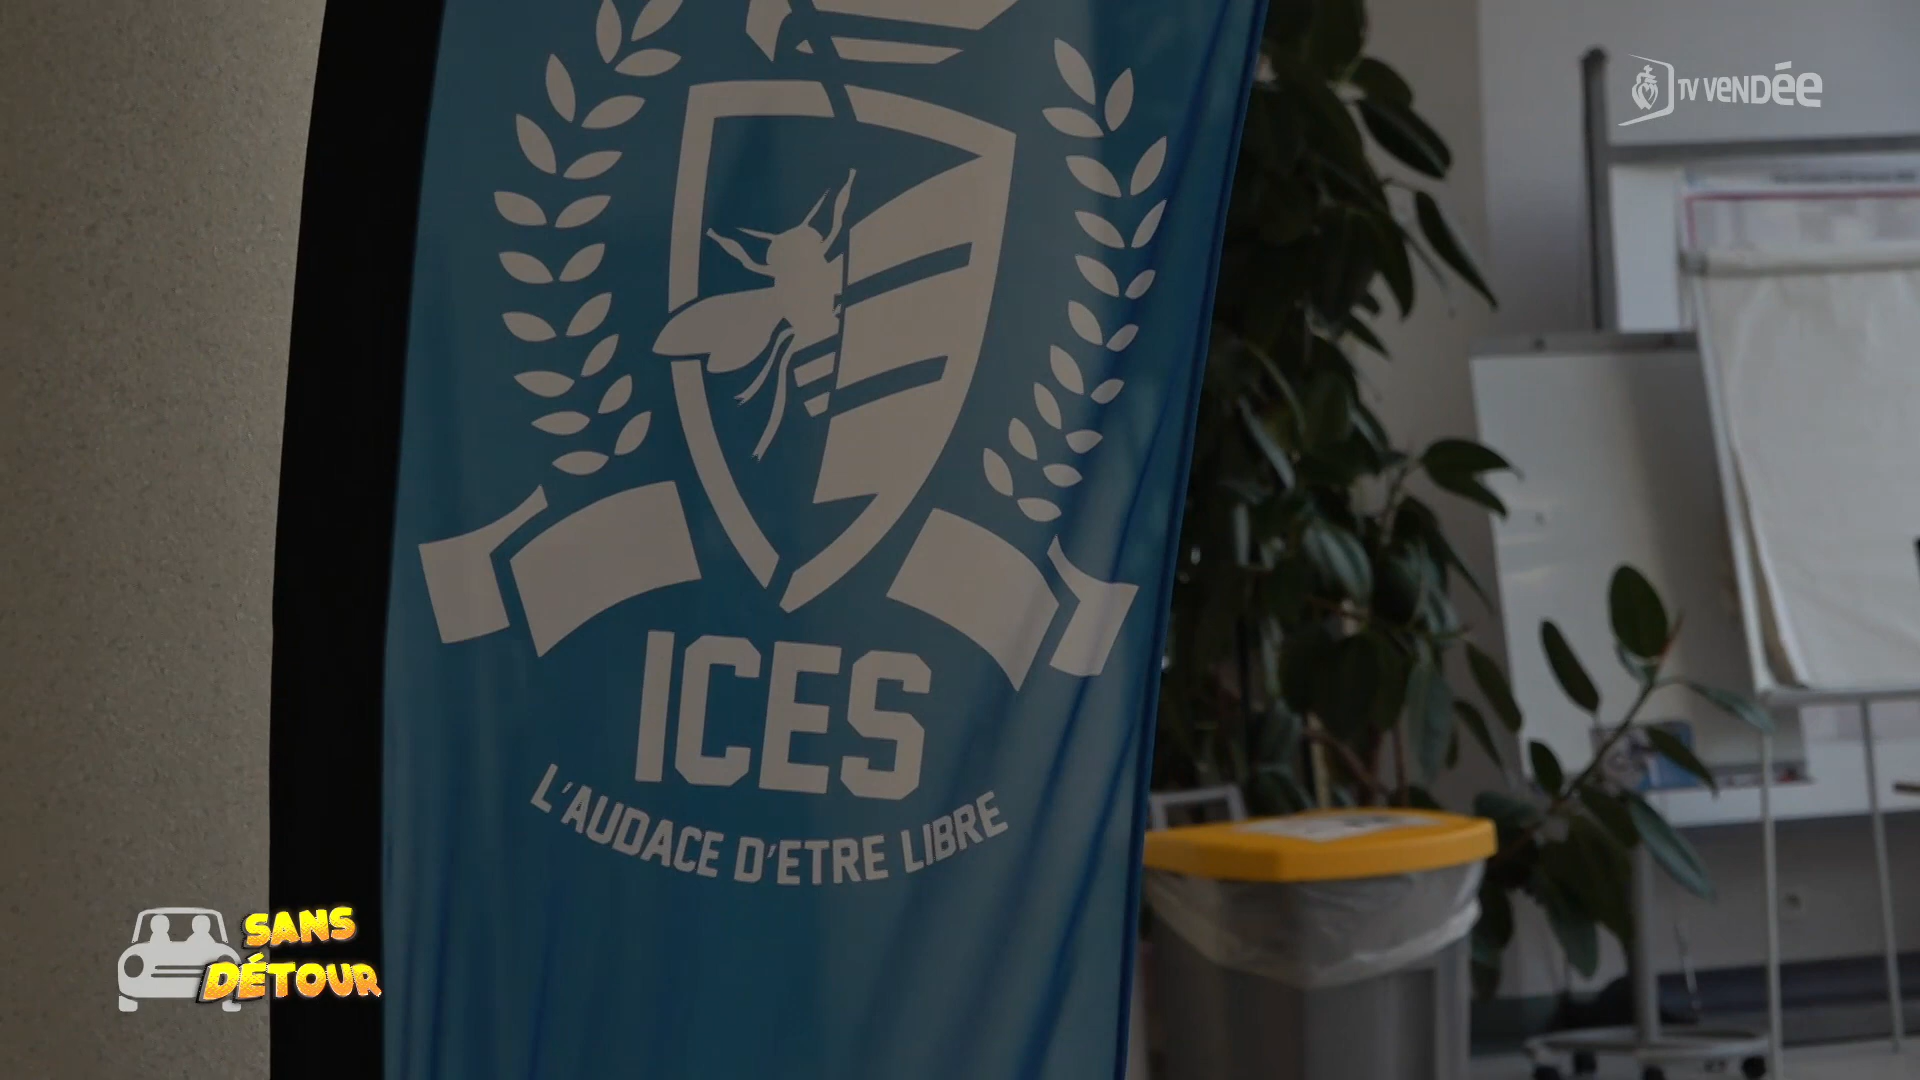 TV VENDÉE
ICES
L'AUDACE D'ETRE LIBRE
SANS
DÉTOUR